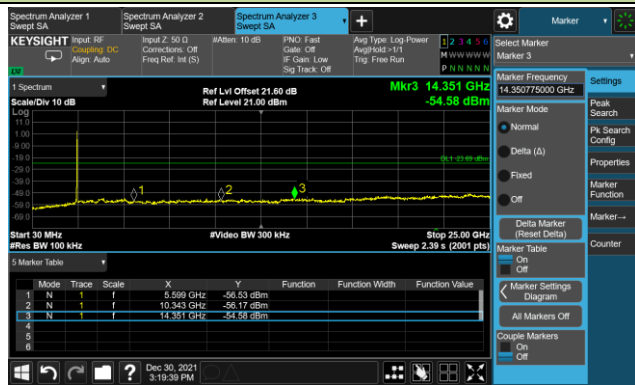 Spectrum Analyzer 1
Swept SA
Spectrum Analyzer 2
Swept SA
Spectrum Analyzer 3
Swept SA
Marker
KEYSIGHT
Input: RF
Coupling: DC
Align: Auto
Input Z: 50 Ω
Corrections: Off
Freq Ref: Int (S)
#Atten: 10 dB
PNO: Fast
Gate: Off
IF Gain: Low
Sig Track: Off
Avg Type: Log-Power
Avg|Hold:>1/1
Trig: Free Run
1 2 3 4 5 6
M W W W W W
P N N N N N
Select Marker
Marker 3
1 Spectrum
Scale/Div 10 dB
Ref Lvl Offset 21.60 dB
Ref Level 21.00 dBm
Mkr3 14.351 GHz
-54.58 dBm
Log
11.0
1.00
-9.00
-19.0
-29.0
-39.0
-49.0
-59.0
-69.0
DL1 -23.69 dBm
1
2
3
Start 30 MHz
#Res BW 100 kHz
#Video BW 300 kHz
Stop 25.00 GHz
Sweep 2.39 s (2001 pts)
5 Marker Table
Mode Trace Scale X Y Function Function Width Function Value
1 N 1 f 5.599 GHz -56.53 dBm
2 N 1 f 10.343 GHz -56.17 dBm
3 N 1 f 14.351 GHz -54.58 dBm
4
5
6
Marker Frequency
14.350775000 GHz
Marker Mode
Normal
Delta (Δ)
Fixed
Off
Delta Marker
(Reset Delta)
Marker Table
On
Off
Marker Settings
Diagram
All Markers Off
Couple Markers
On
Off
Settings
Peak
Search
Pk Search
Config
Properties
Marker
Function
Marker→
Counter
Dec 30, 2021
3:19:39 PM